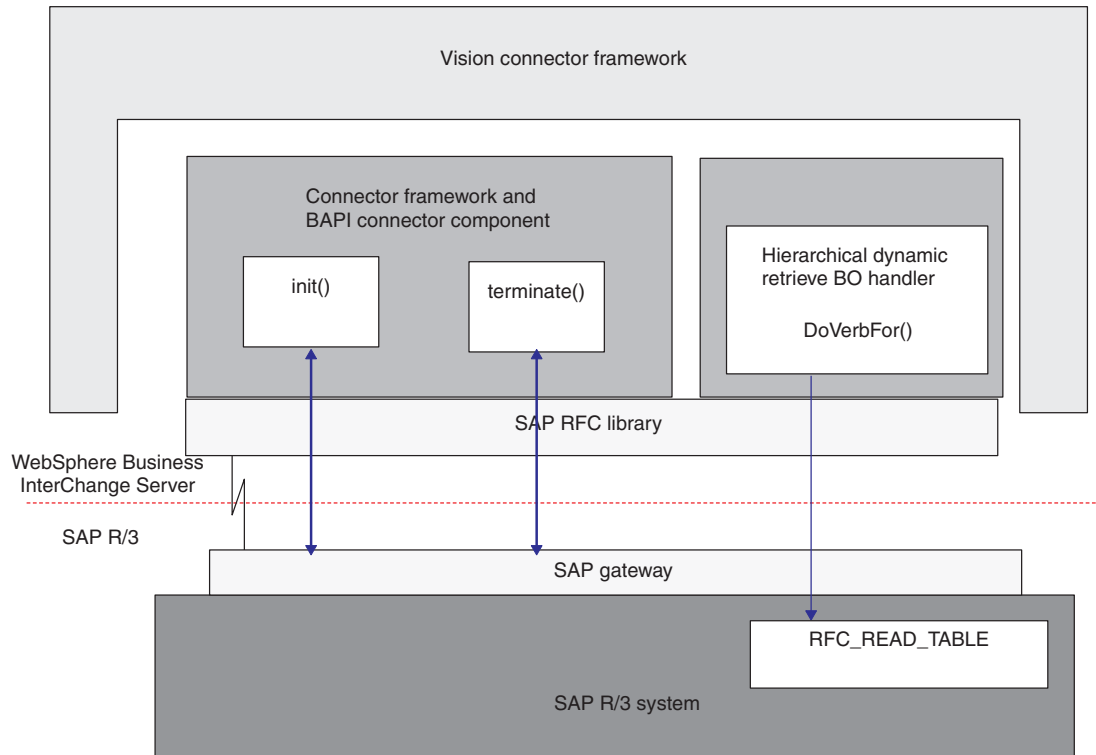 Vision connector framework
Connector framework and
BAPI connector component
init()
terminate()
Hierarchical dynamic
retrieve BO handler
DoVerbFor()
SAP RFC library
WebSphere Business
InterChange Server
SAP R/3
SAP gateway
RFC_READ_TABLE
SAP R/3 system